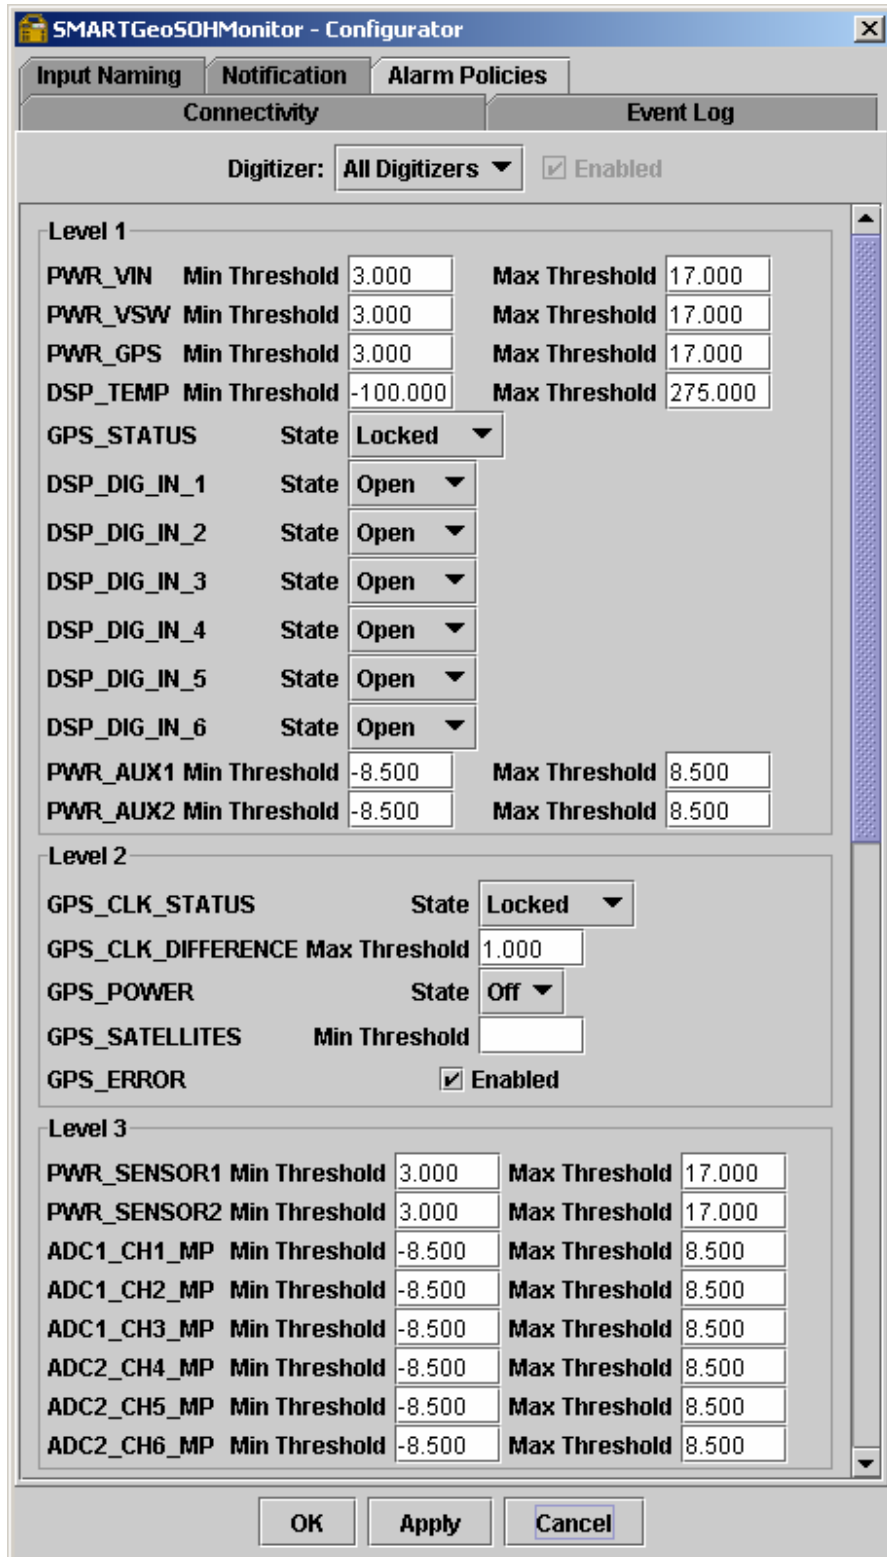 SMARTGeoSOHMonitor - Configurator
Input Naming Notification Alarm Policies
Connectivity Event Log
Digitizer: All Digitizers Enabled
Level 1
PWR_VIN Min Threshold 3.000 Max Threshold 17.000
PWR_VSW Min Threshold 3.000 Max Threshold 17.000
PWR_GPS Min Threshold 3.000 Max Threshold 17.000
DSP_TEMP Min Threshold -100.000 Max Threshold 275.000
GPS_STATUS State Locked
DSP_DIG_IN_1 State Open
DSP_DIG_IN_2 State Open
DSP_DIG_IN_3 State Open
DSP_DIG_IN_4 State Open
DSP_DIG_IN_5 State Open
DSP_DIG_IN_6 State Open
PWR_AUX1 Min Threshold -8.500 Max Threshold 8.500
PWR_AUX2 Min Threshold -8.500 Max Threshold 8.500
Level 2
GPS_CLK_STATUS State Locked
GPS_CLK_DIFFERENCE Max Threshold 1.000
GPS_POWER State Off
GPS_SATELLITES Min Threshold
GPS_ERROR Enabled
Level 3
PWR_SENSOR1 Min Threshold 3.000 Max Threshold 17.000
PWR_SENSOR2 Min Threshold 3.000 Max Threshold 17.000
ADC1_CH1_MP Min Threshold -8.500 Max Threshold 8.500
ADC1_CH2_MP Min Threshold -8.500 Max Threshold 8.500
ADC1_CH3_MP Min Threshold -8.500 Max Threshold 8.500
ADC2_CH4_MP Min Threshold -8.500 Max Threshold 8.500
ADC2_CH5_MP Min Threshold -8.500 Max Threshold 8.500
ADC2_CH6_MP Min Threshold -8.500 Max Threshold 8.500
OK Apply Cancel